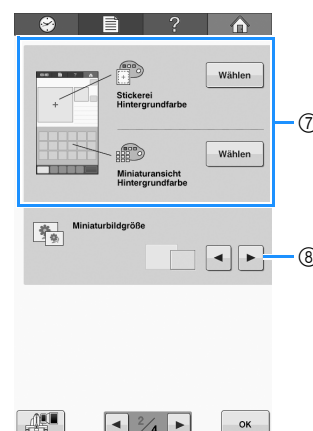 ?
Stickerei
Hintergrundfarbe
Wählen
⑦
Miniaturansicht
Hintergrundfarbe
Wählen
Miniaturbildgröße
⑧
2/4
OK